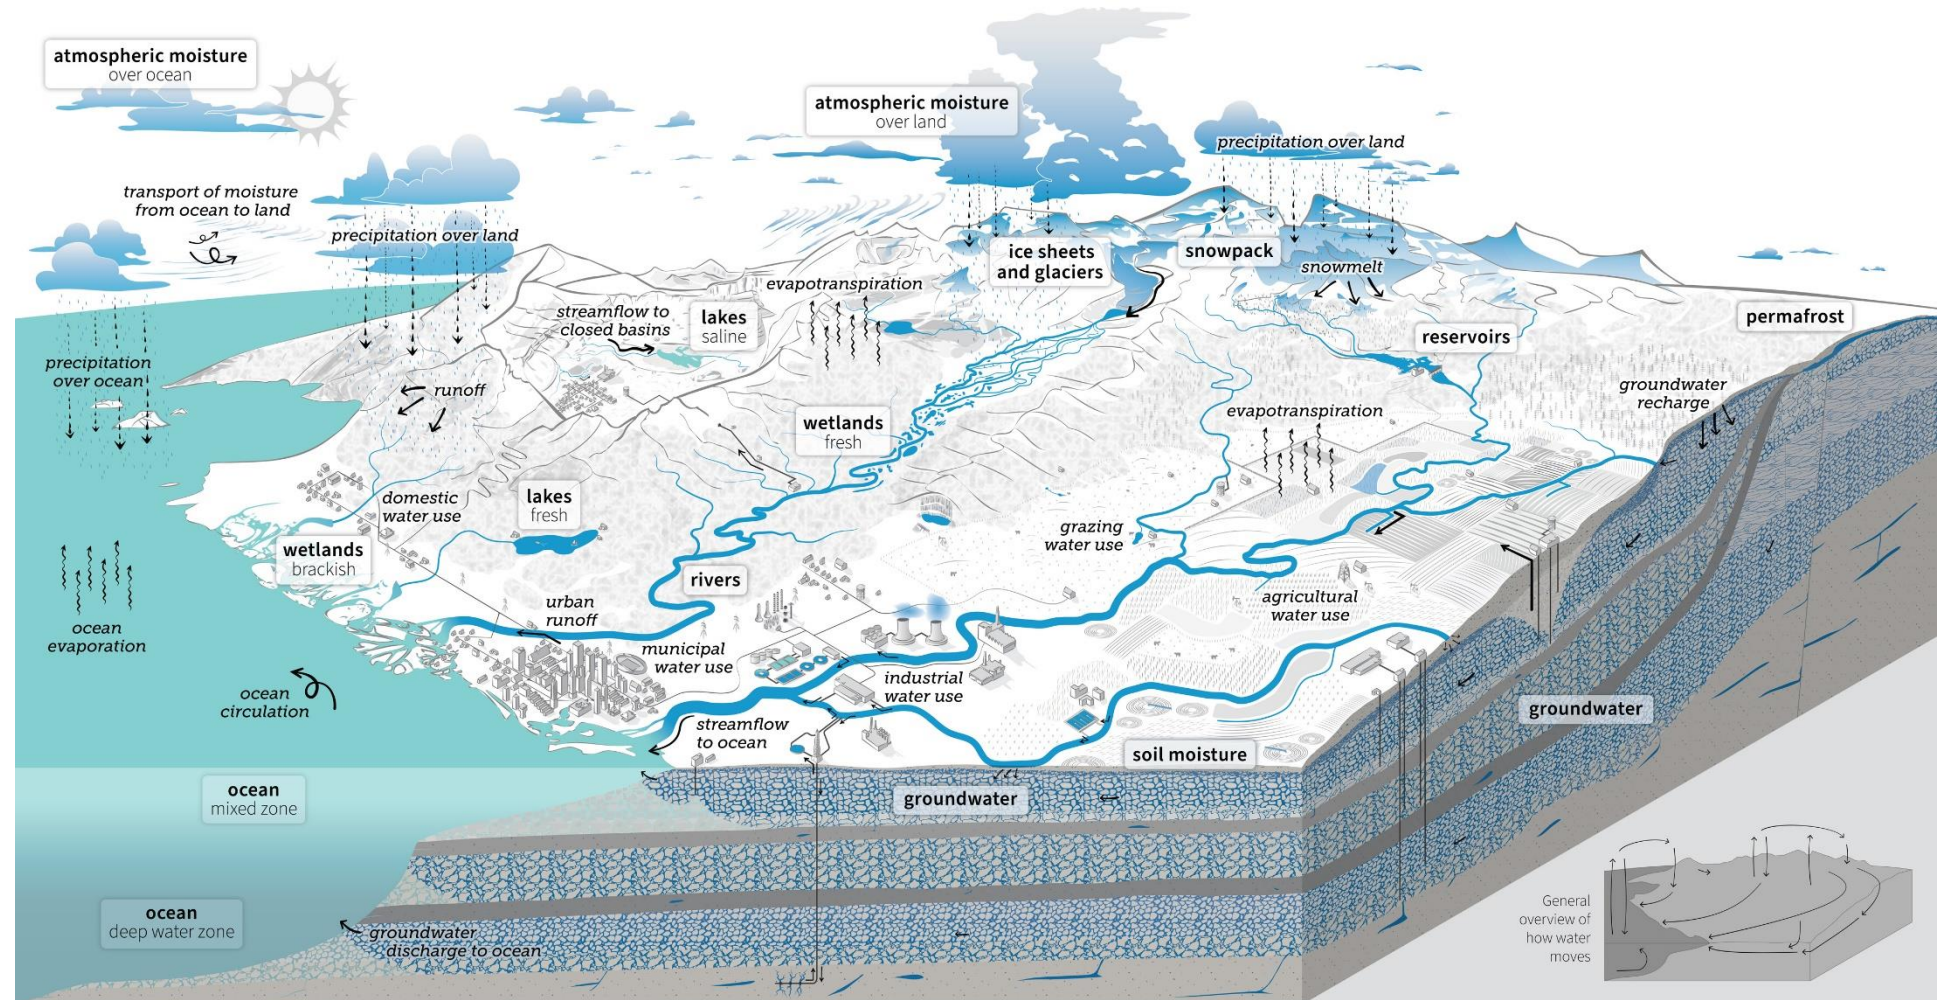 atmospheric moisture
over ocean
atmospheric moisture
over land
precipitation over land
transport of moisture
from ocean to land
precipitation over land
ice sheets
and glaciers
snowpack
snowmelt
evapotranspiration
streamflow to
closed basins
lakes
saline
permafrost
reservoirs
precipitation
over ocean
runoff
groundwater
recharge
evapotranspiration
wetlands
fresh
domestic
water use
lakes
fresh
grazing
water use
wetlands
brackish
rivers
urban
runoff
agricultural
water use
ocean
evaporation
municipal
water use
industrial
water use
ocean
circulation
streamflow
to ocean
groundwater
soil moisture
ocean
mixed zone
groundwater
ocean
deep water zone
groundwater
discharge to ocean
General
overview of
how water
moves